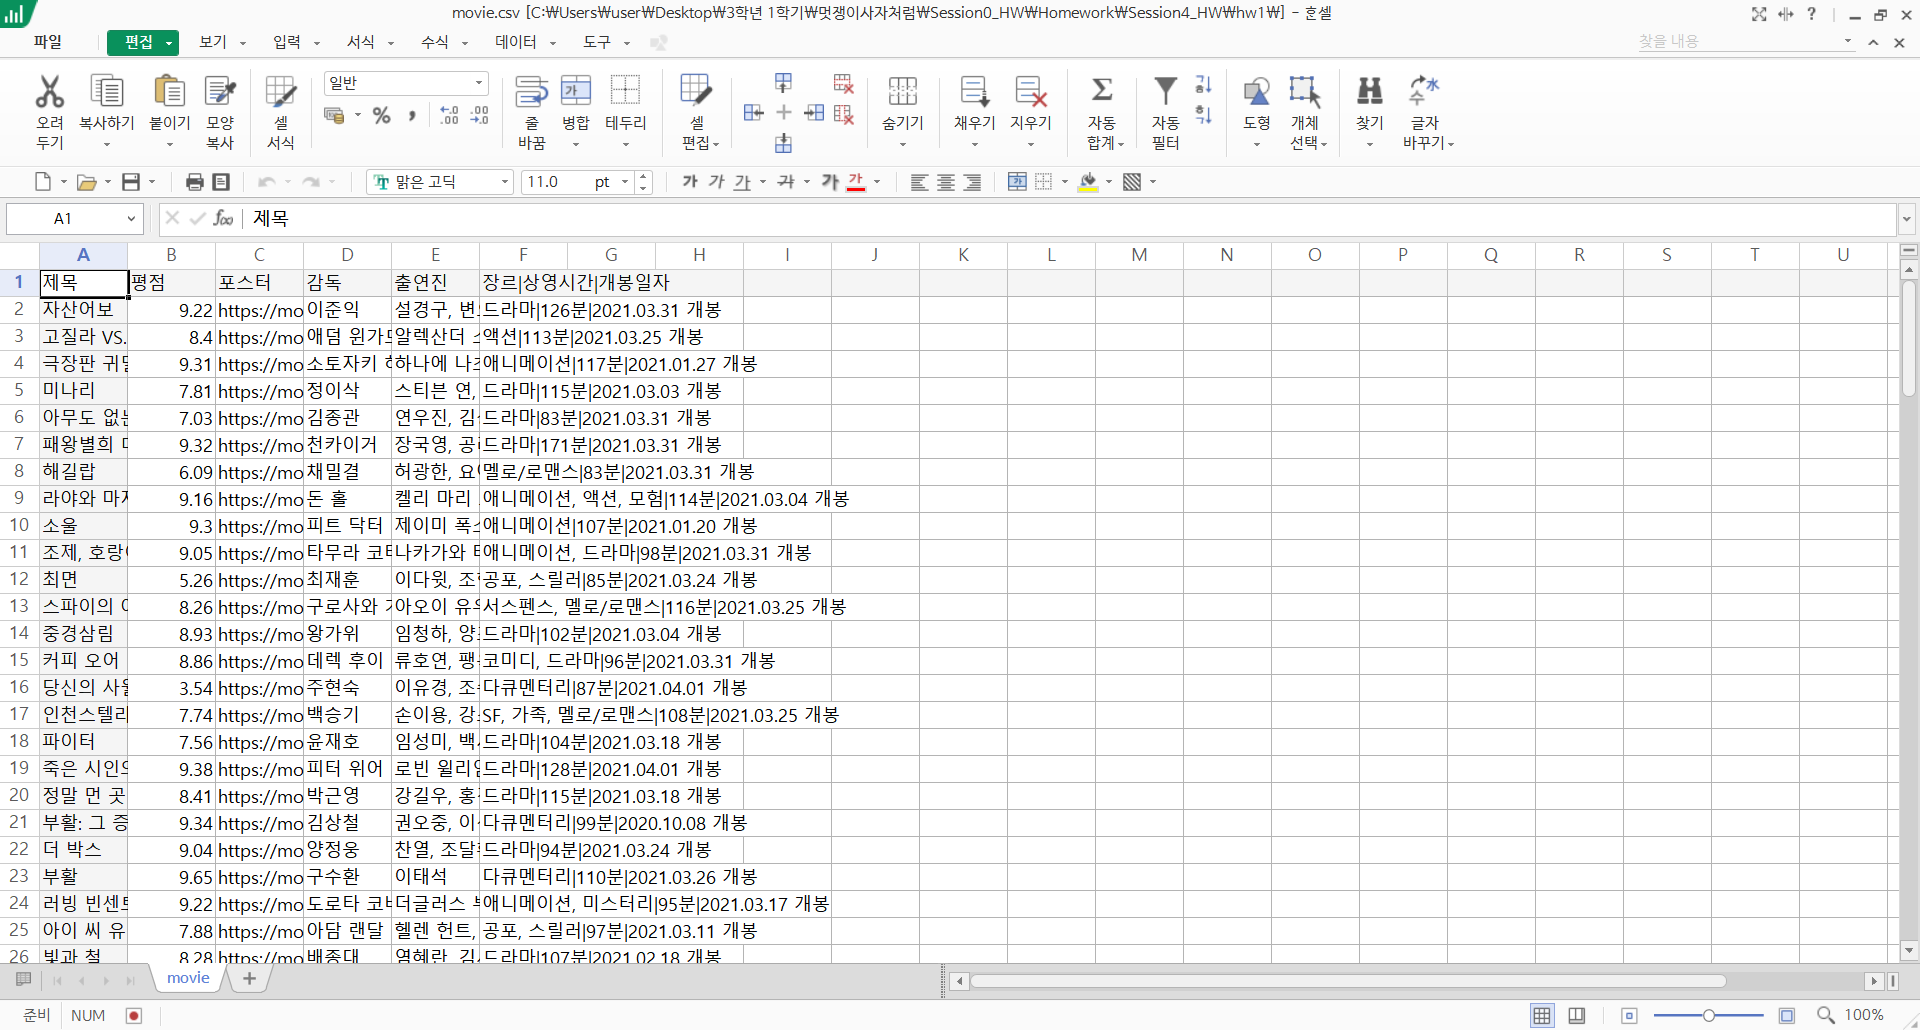 movie.csv [C:₩Users₩user₩Desktop₩3학년 1학기₩멋쟁이사자처럼₩Session0_HW₩Homework₩Session4_HW₩hw1₩] - 훈셀
파일 편집 보기 입력 서식 수식 데이터 도구 찾을 내용
오려 두기 복사하기 붙이기 모양 복사 셀 서식 일반 줄 바꿈 병합 테두리 셀 편집 숨기기 채우기 지우기 자동 합계 자동 필터 도형 개체 선택 찾기 글자 바꾸기
맑은 고딕 11.0 pt 가 가 가 가 가 가
A1 제목
A B C D E F G H I J K L M N O P Q R S T U
1 제목 평점 포스터 감독 출연진 장르|상영시간|개봉일자
2 자산어보 9.22 https://mo 이준익 설경구, 드라마|126분|2021.03.31 개봉
3 고질라 VS. 8.4 https://mo 애덤 윈가 알렉산더 액션|113분|2021.03.25 개봉
4 극장판 9.31 https://mo 소토자키 하나에 애니메이션|117분|2021.01.27 개봉
5 미나리 7.81 https://mo 정이삭 스티븐 연, 드라마|115분|2021.03.03 개봉
6 아무도 7.03 https://mo 김종관 연우진, 드라마|83분|2021.03.31 개봉
7 패왕별희 9.32 https://mo 천카이거 장국영, 드라마|171분|2021.03.31 개봉
8 해길랍 6.09 https://mo 채밀결 허광한, 멜로/로맨스|83분|2021.03.31 개봉
9 라야와 9.16 https://mo 돈 홀 켈리 마리 애니메이션, 액션, 모험|114분|2021.03.04 개봉
10 소울 9.3 https://mo 피트 닥터 제이미 애니메이션|107분|2021.01.20 개봉
11 조제, 9.05 https://mo 타무라 나카가와 애니메이션, 드라마|98분|2021.03.31 개봉
12 최면 5.26 https://mo 최재훈 이다윗, 공포, 스릴러|85분|2021.03.24 개봉
13 스파이의 8.26 https://mo 구로사와 아오이 서스펜스, 멜로/로맨스|116분|2021.03.25 개봉
14 중경삼림 8.93 https://mo 왕가위 임청하, 드라마|102분|2021.03.04 개봉
15 커피 오어 8.86 https://mo 데렉 후이 류호연, 코미디, 드라마|96분|2021.03.31 개봉
16 당신의 3.54 https://mo 주현숙 이유경, 다큐멘터리|87분|2021.04.01 개봉
17 인천스텔라 7.74 https://mo 백승기 손이용, SF, 가족, 멜로/로맨스|108분|2021.03.25 개봉
18 파이터 7.56 https://mo 윤재호 임성미, 드라마|104분|2021.03.18 개봉
19 죽은 9.38 https://mo 피터 위어 로빈 드라마|128분|2021.04.01 개봉
20 정말 먼 곳 8.41 https://mo 박근영 강길우, 드라마|115분|2021.03.18 개봉
21 부활: 그 증 9.34 https://mo 김상철 권오중, 다큐멘터리|99분|2020.10.08 개봉
22 더 박스 9.04 https://mo 양정웅 찬열, 드라마|94분|2021.03.24 개봉
23 부활 9.65 https://mo 구수환 이태석 다큐멘터리|110분|2021.03.26 개봉
24 러빙 9.22 https://mo 도로타 더글러스 애니메이션, 미스터리|95분|2021.03.17 개봉
25 아이 씨 유 7.88 https://mo 아담 랜달 헬렌 헌트, 공포, 스릴러|97분|2021.03.11 개봉
26 빛과 철 8.28 https://mo 배종대 염혜란, 드라마|107분|2021.02.18 개봉
movie
준비 NUM 100%